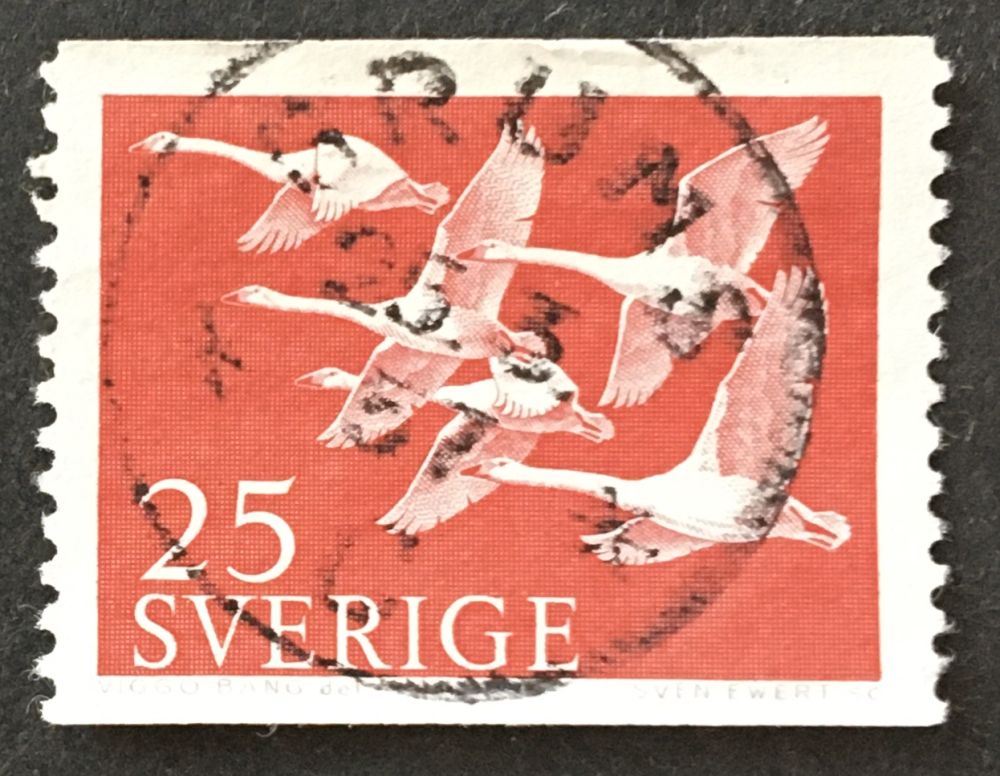 25
SVERIGE
VIGGO BANG del
SVEN EWERT SC